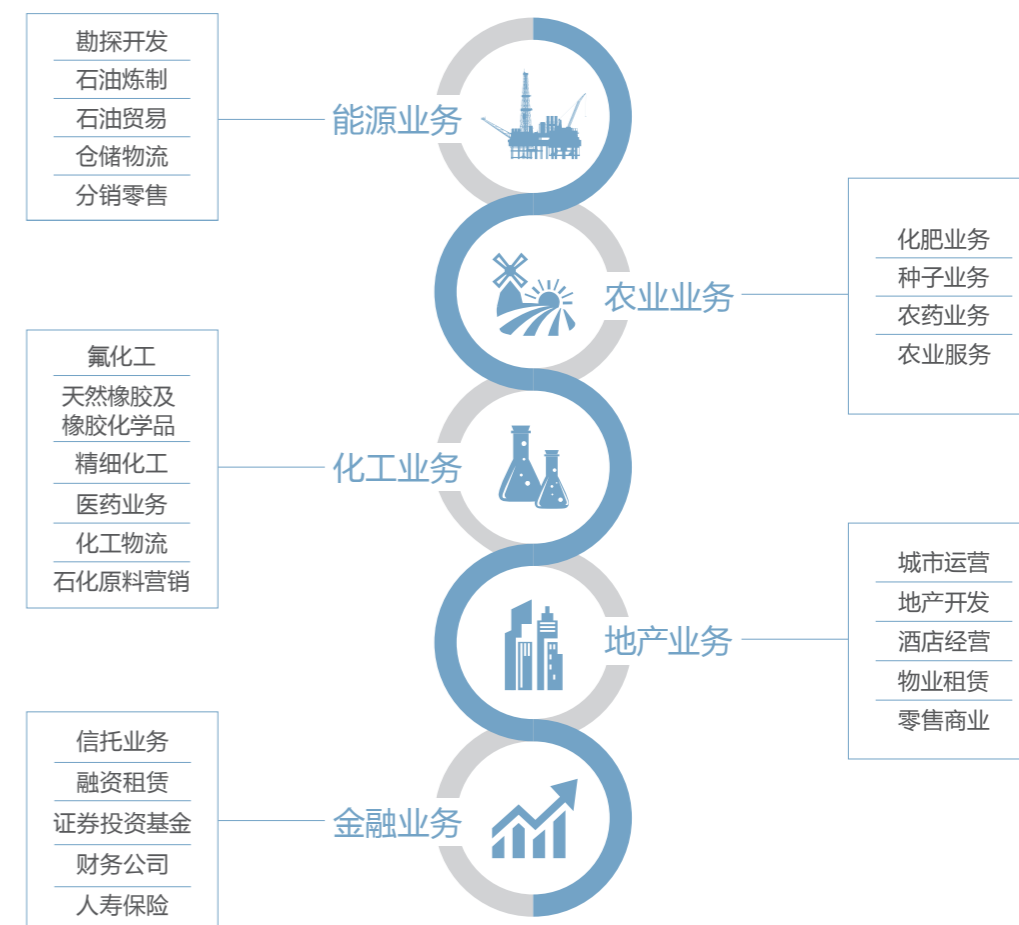 勘探开发
石油炼制
石油贸易
仓储物流
分销零售
能源业务
农业业务
化肥业务
种子业务
农药业务
农业服务
氟化工
天然橡胶及
橡胶化学品
精细化工
医药业务
化工物流
石化原料营销
化工业务
地产业务
城市运营
地产开发
酒店经营
物业租赁
零售商业
信托业务
融资租赁
证券投资基金
财务公司
人寿保险
金融业务